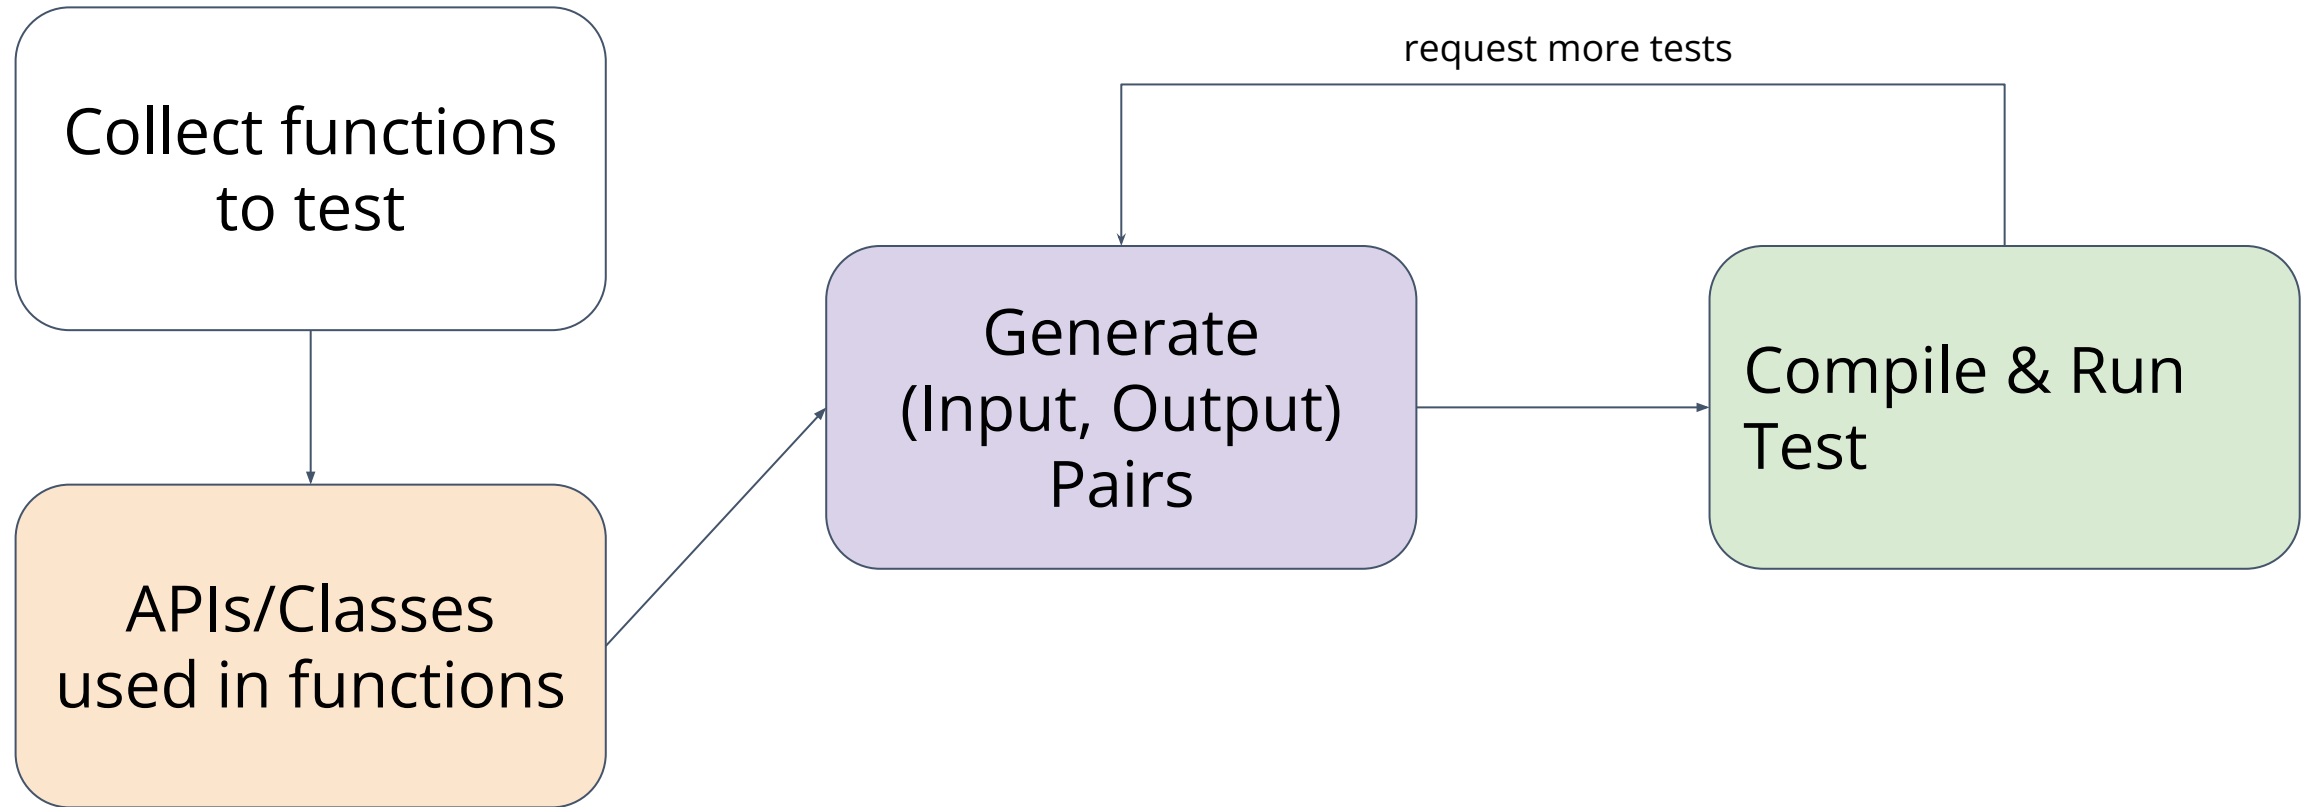 Collect functions
to test
APIs/Classes
used in functions
request more tests
Generate
(Input, Output)
Pairs
Compile & Run
Test